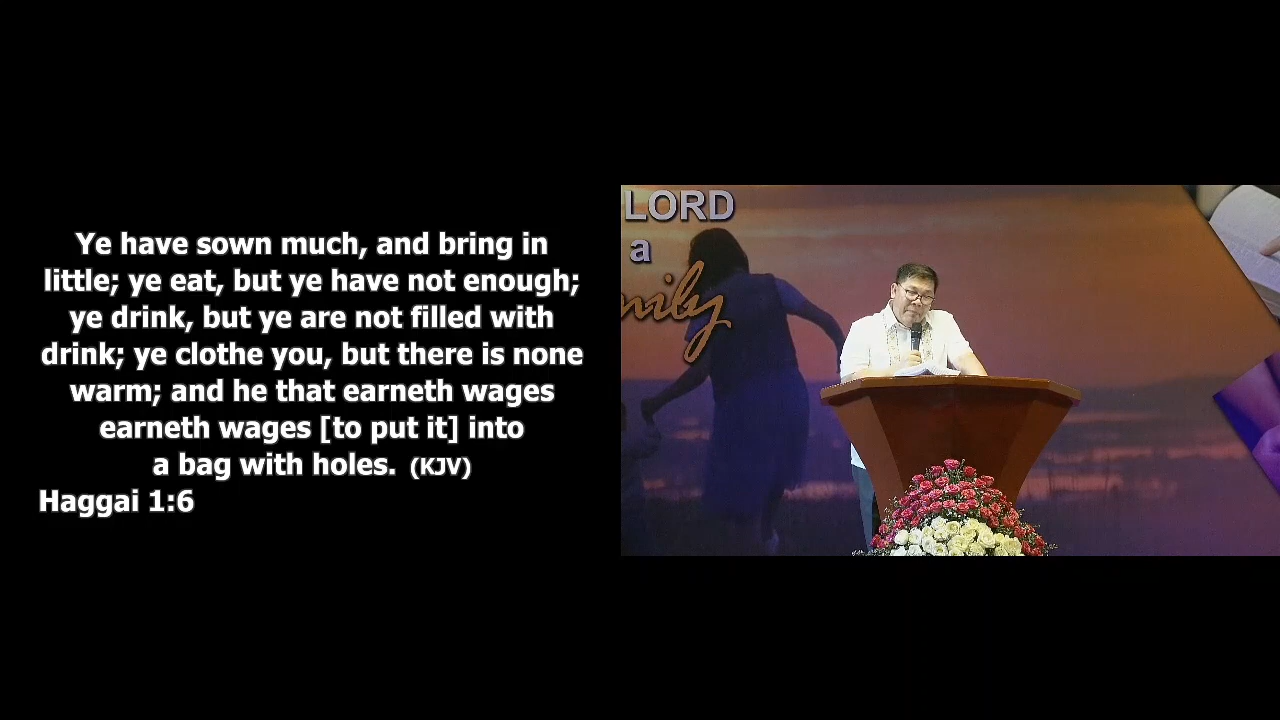 Ye have sown much, and bring in
little; ye eat, but ye have not enough;
ye drink, but ye are not filled with
drink; ye clothe you, but there is none
warm; and he that earneth wages
earneth wages [to put it] into
a bag with holes. (KJV)
Haggai 1:6
LORD
a